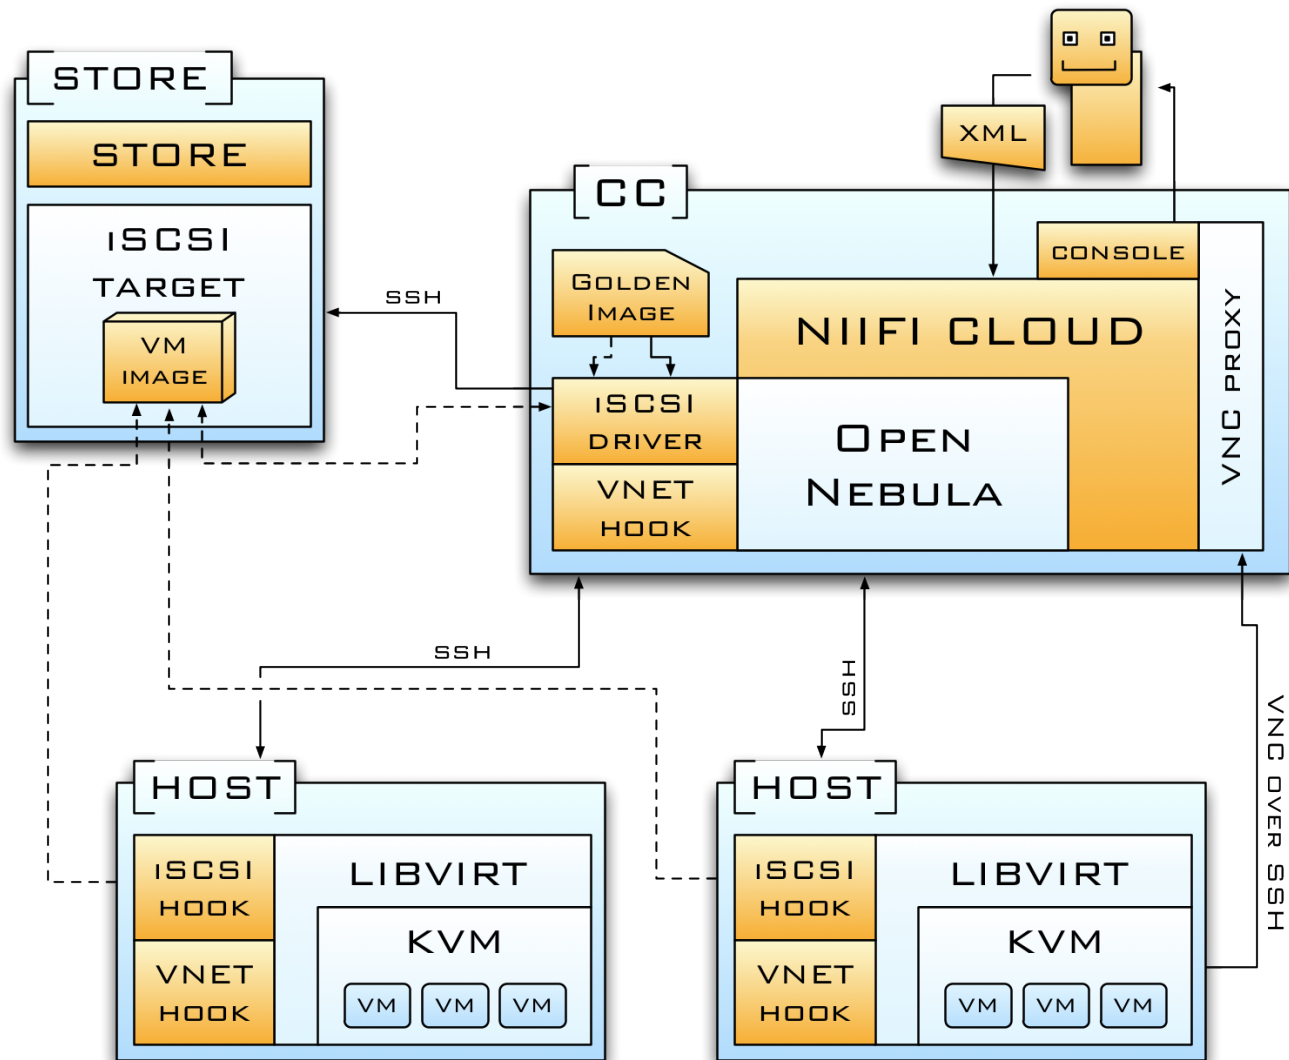 STORE
STORE
iSCSI
TARGET
VM
IMAGE
SSH
XML
CC
GOLDEN
IMAGE
CONSOLE
NIIFI CLOUD
VNC PROXY
iSCSI
DRIVER
OPEN
NEBULA
VNET
HOOK
SSH
SSH
VNC OVER SSH
HOST
iSCSI
HOOK
LIBVIRT
KVM
VNET
HOOK
VM
VM
VM
HOST
iSCSI
HOOK
LIBVIRT
KVM
VNET
HOOK
VM
VM
VM